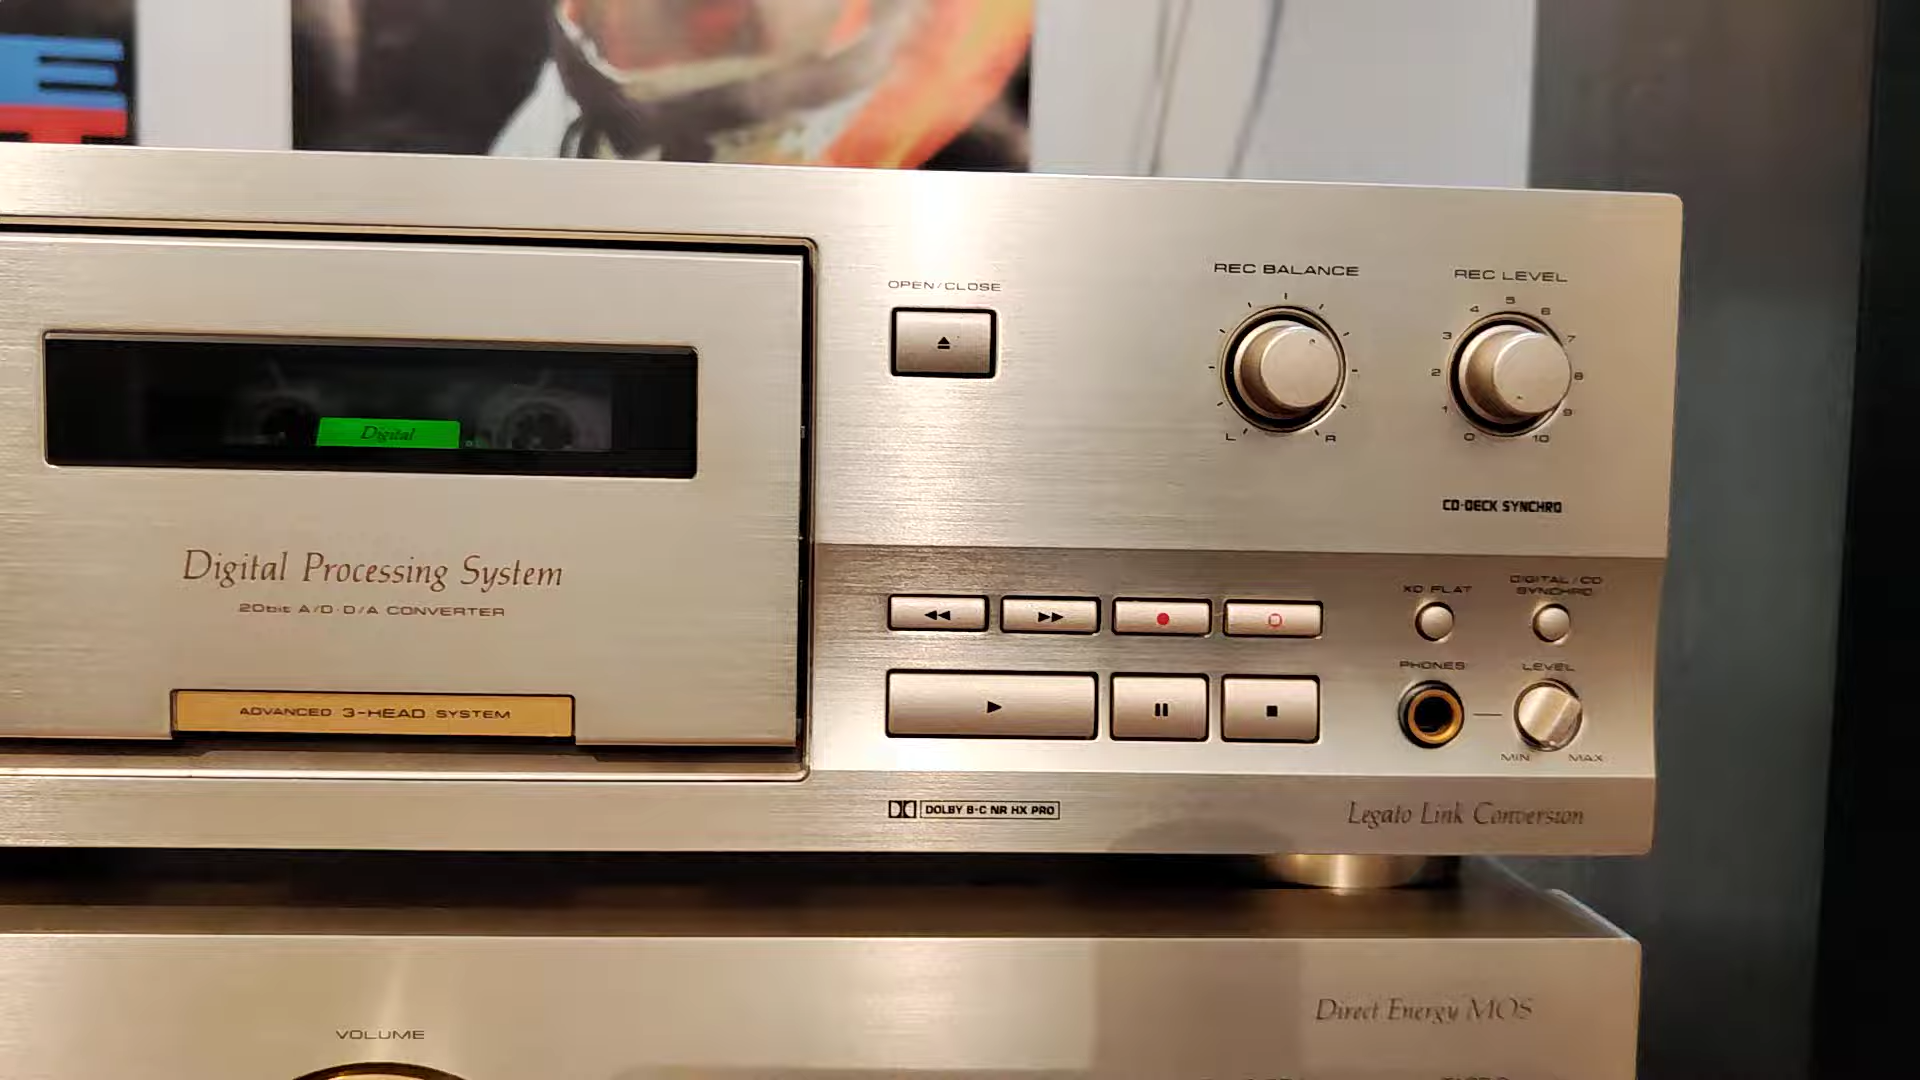 E
OPEN/CLOSE
REC BALANCE
L R
REC LEVEL
0 1 2 3 4 5 6 7 8 9 10
Digital
CD-DECK SYNCHRO
Digital Processing System
20bit A/D·D/A CONVERTER
XD FLAT
DIGITAL/CD
SYNCHRO
PHONES
LEVEL
MIN MAX
ADVANCED 3-HEAD SYSTEM
DOLBY B-C NR HX PRO
Legato Link Conversion
Direct Energy MOS
VOLUME